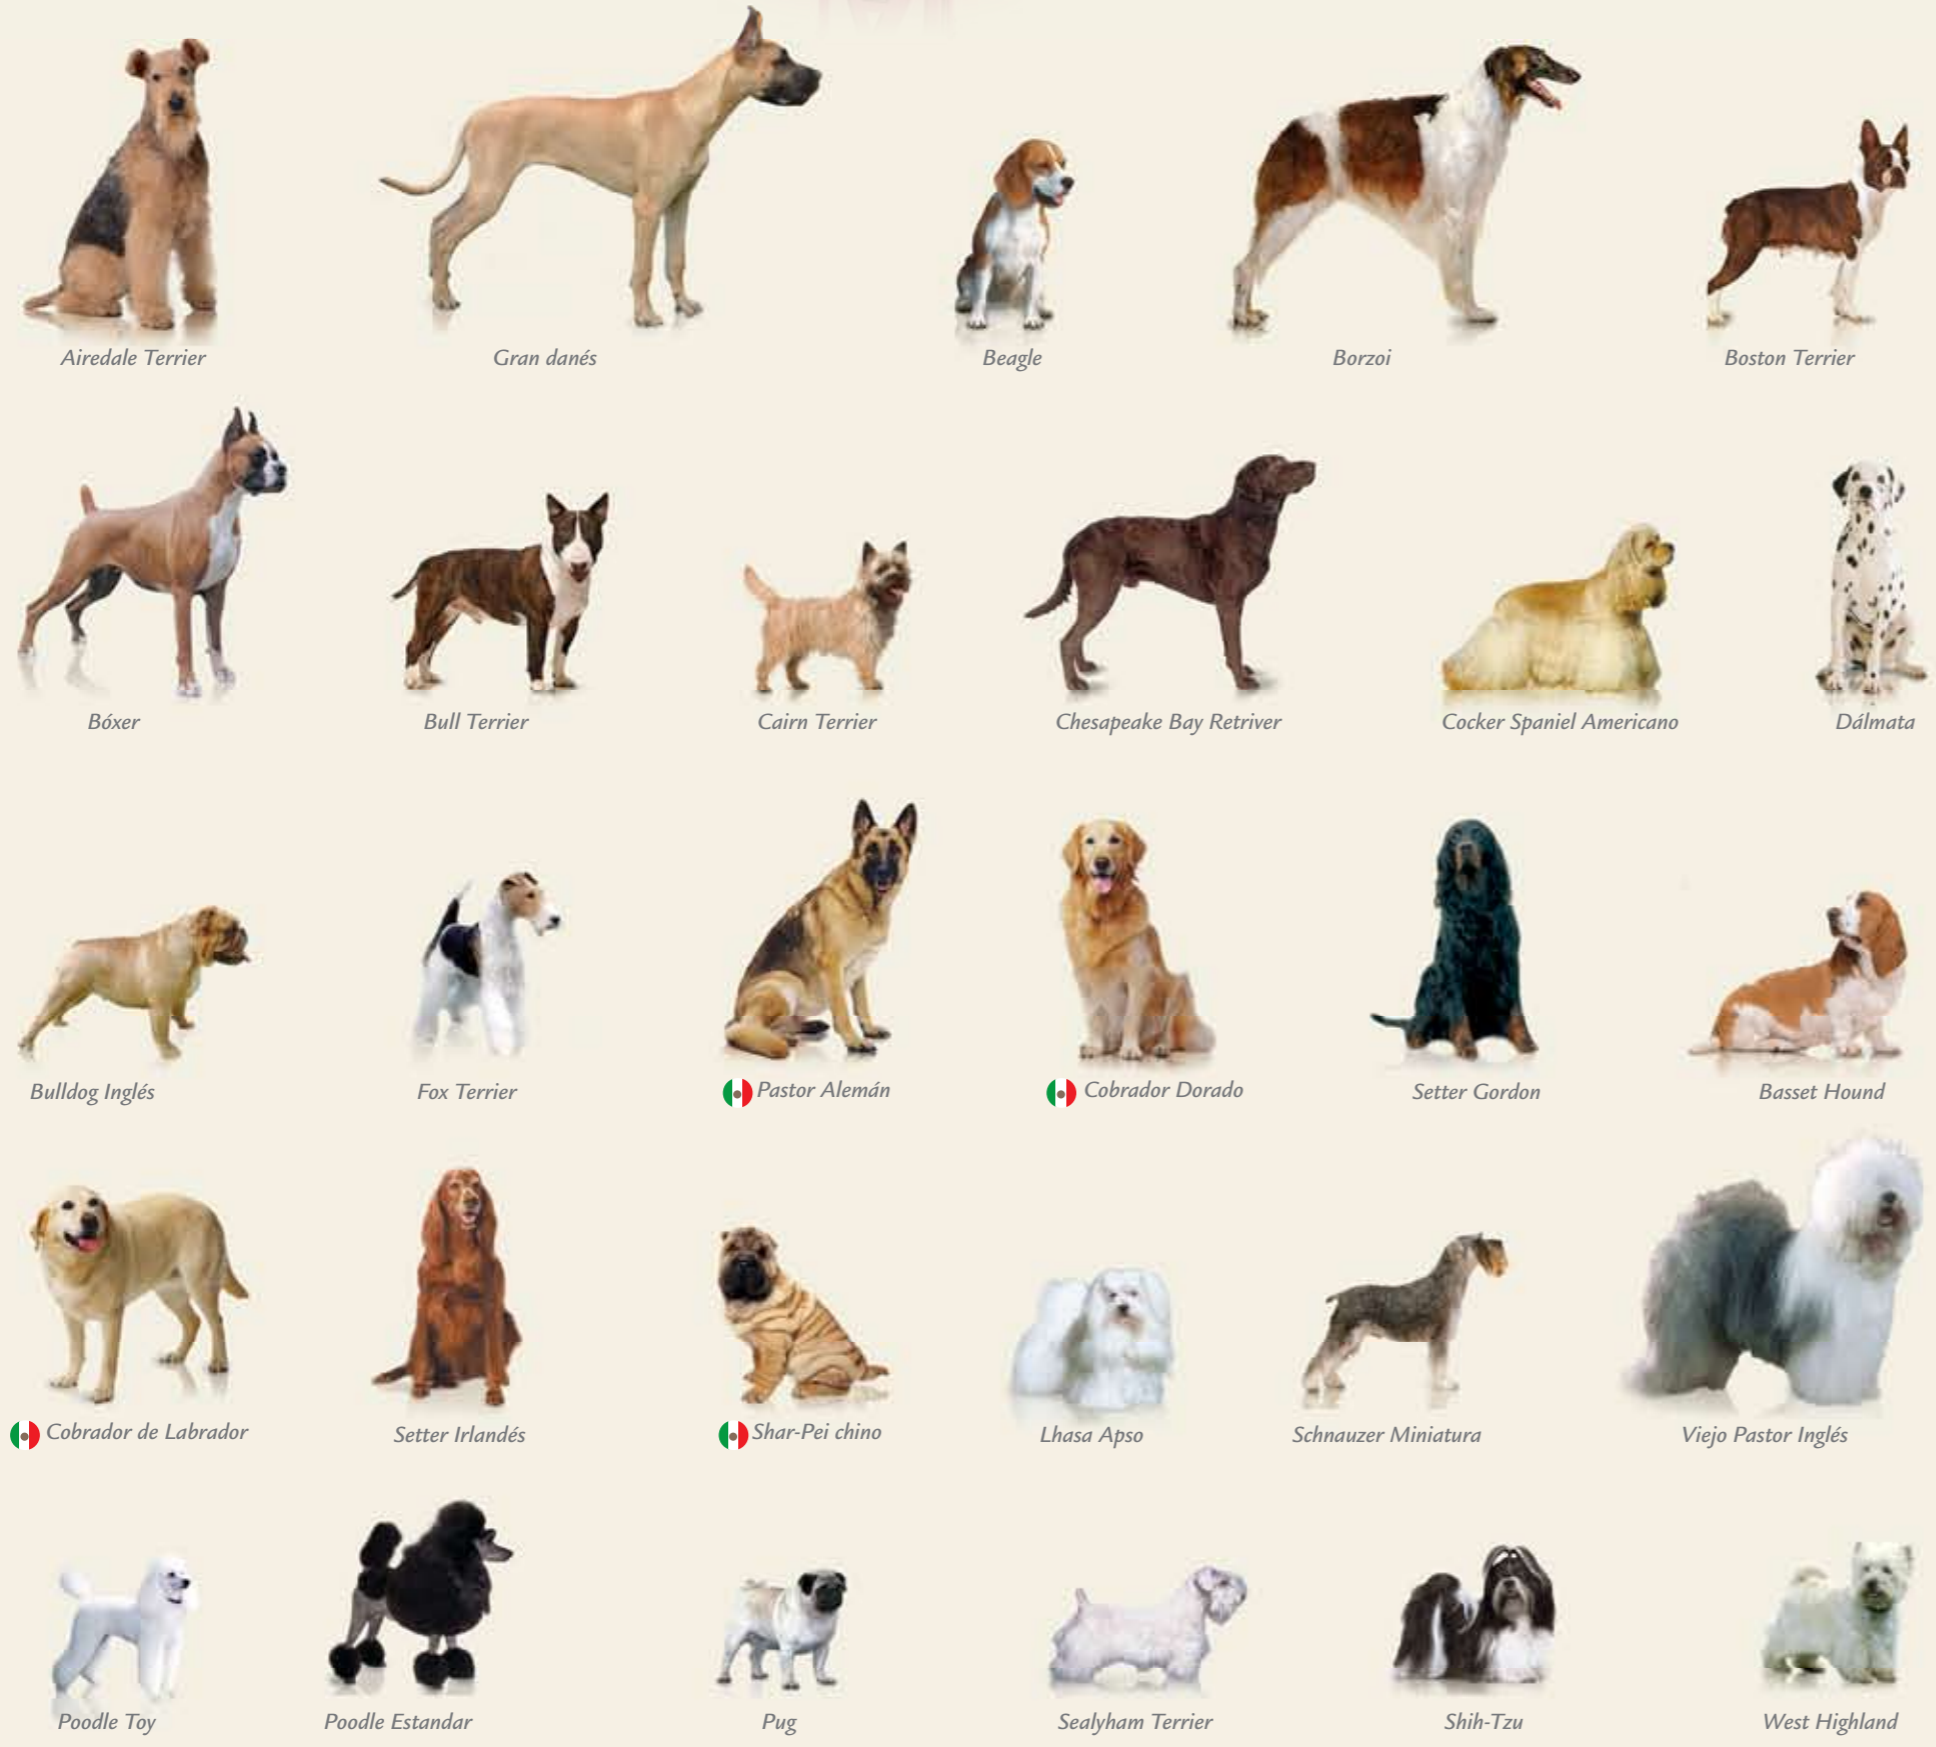 Airedale Terrier
Gran danés
Beagle
Borzoi
Boston Terrier
Bóxer
Bull Terrier
Cairn Terrier
Chesapeake Bay Retriver
Cocker Spaniel Americano
Dálmata
Bulldog Inglés
Fox Terrier
Pastor Alemán
Cobrador Dorado
Setter Gordon
Basset Hound
Cobrador de Labrador
Setter Irlandés
Shar-Pei chino
Lhasa Apso
Schnauzer Miniatura
Viejo Pastor Inglés
Poodle Toy
Poodle Estandar
Pug
Sealyham Terrier
Shih-Tzu
West Highland